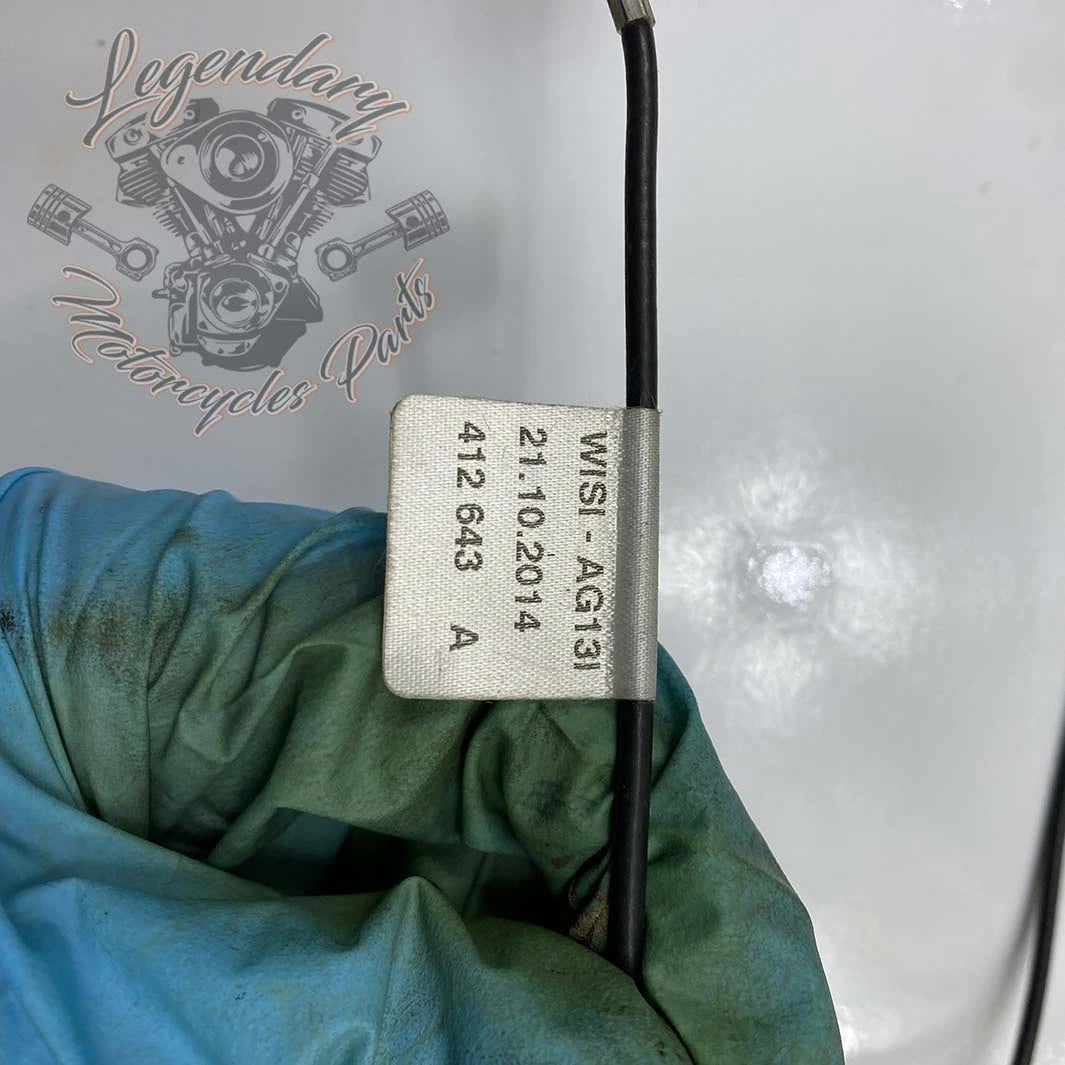 Legendary
Motorcycles Parts
WISI - AG13I
21.10.2014
412 643 A